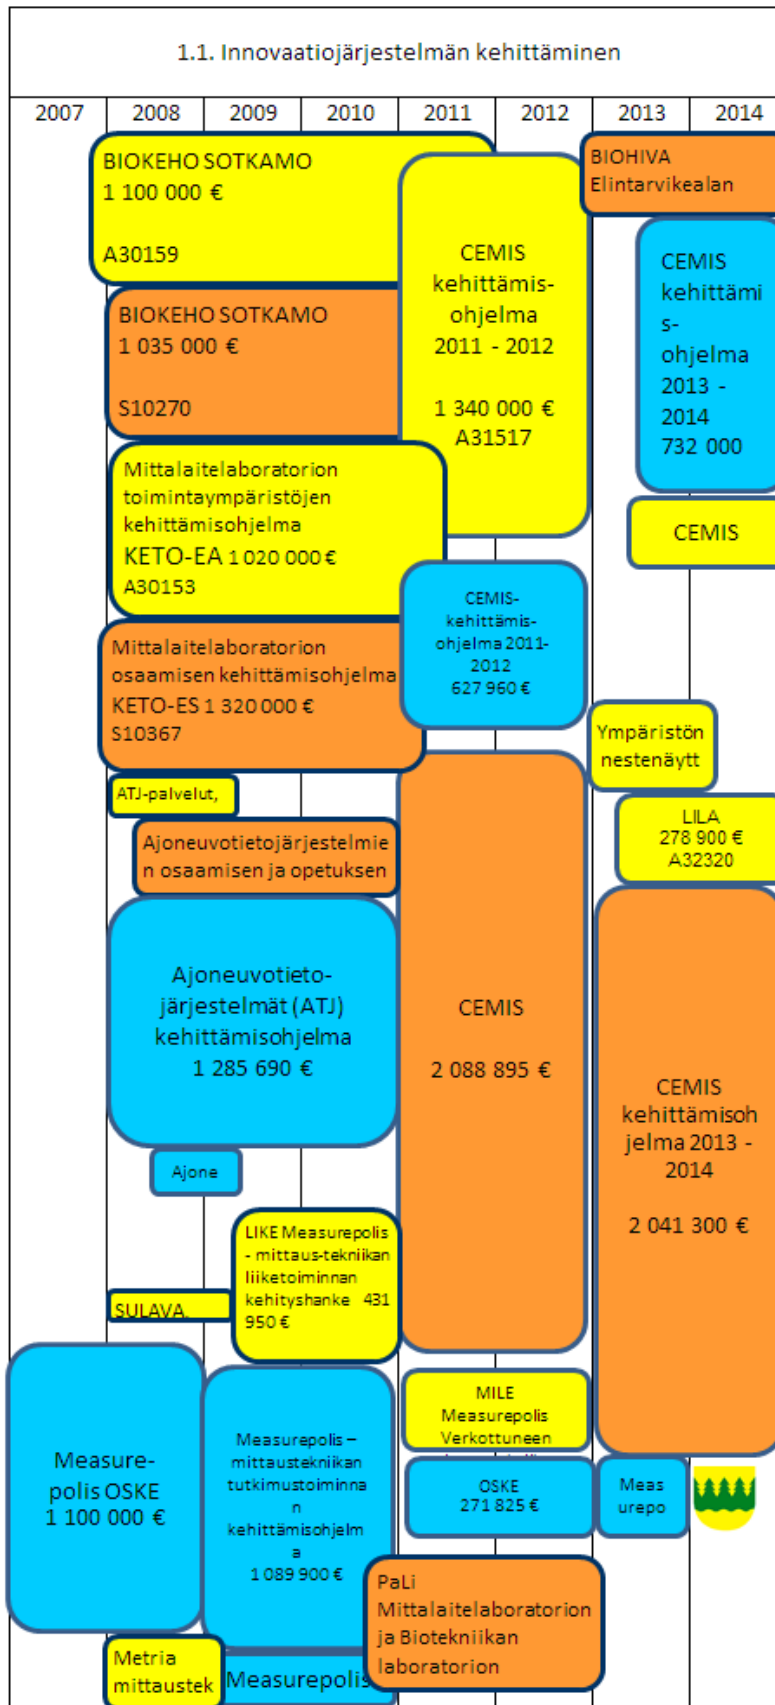 1.1. Innovaatiojärjestelmän kehittäminen
2007 2008 2009 2010 2011 2012 2013 2014
BIOKEHO SOTKAMO
1 100 000 €
A30159
BIOHIVA
Elintarvikealan
CEMIS
kehittämis-
ohjelma
2011 - 2012
1 340 000 €
A31517
CEMIS
kehittämi
s-
ohjelma
2013 -
2014
732 000
BIOKEHO SOTKAMO
1 035 000 €
S10270
Mittalaitelaboratorion
toimintaympäristöjen
kehittämisohjelma
KETO-EA 1 020 000 €
A30153
CEMIS
CEMIS-
kehittämis-
ohjelma 2011-
2012
627 960 €
Mittalaitelaboratorion
osaamisen kehittämisohjelma
KETO-ES 1 320 000 €
S10367
Ympäristön
nestenäytt
ATJ-palvelut,
LILA
278 900 €
A32320
Ajoneuvotietojärjestelmie
n osaamisen ja opetuksen
Ajoneuvotieto-
järjestelmät (ATJ)
kehittämisohjelma
1 285 690 €
CEMIS
2 088 895 €
CEMIS
kehittämisoh
jelma 2013 -
2014
2 041 300 €
Ajone
LIKE Measurepolis
- mittaus-tekniikan
liiketoiminnan
kehityshanke 431
950 €
SULAVA,
Measure-
polis OSKE
1 100 000 €
Measurepolis –
mittaustekniikan
tutkimustoiminna
n
kehittämisohjelm
a
1 089 900 €
MILE
Measurepolis
Verkottuneen
OSKE
271 825 €
Meas
urepo
PaLi
Mittalaitelaboratorion
ja Biotekniikan
laboratorion
Metria
mittaustek
Measurepolis